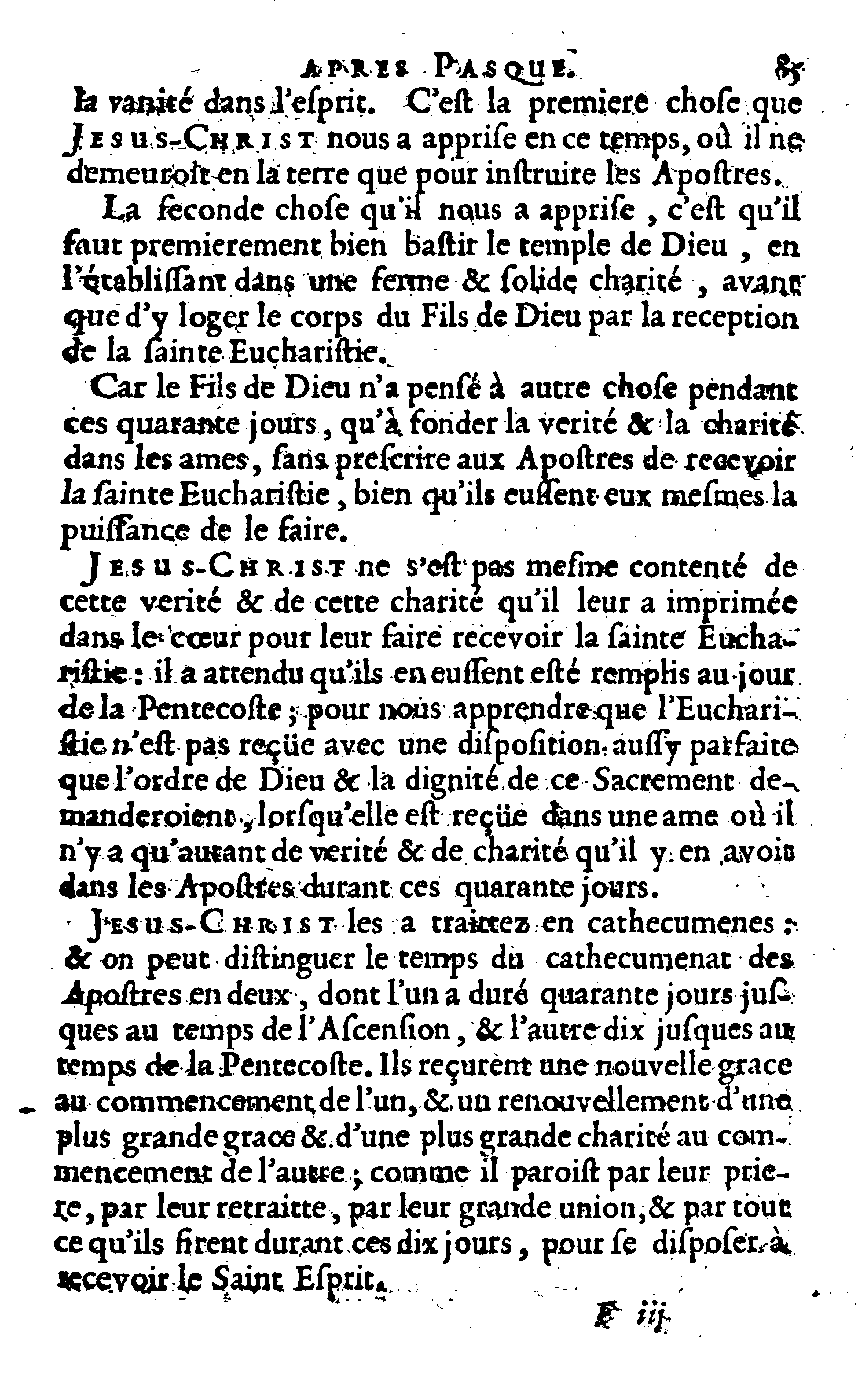 APRES PASQUE. 85
la vanité dans l'eſprit. C'eſt la premiere choſe que
JESUS-CHRIST nous a appriſe en ce temps, où il ne
demeuroit en la terre que pour inſtruire les Apoſtres.
La ſeconde choſe qu'il nous a appriſe, c'eſt qu'il
faut premierement bien baſtir le temple de Dieu, en
l'établiſſant dans une ferme & ſolide charité, avant
que d'y loger le corps du Fils de Dieu par la reception
de la ſainte Euchariſtie.
Car le Fils de Dieu n'a penſé à autre choſe pendant
ces quarante jours, qu'à fonder la verité & la charité
dans les ames, ſans preſcrire aux Apoſtres de recevoir
la ſainte Euchariſtie, bien qu'ils euſſent eux meſmes la
puiſſance de le faire.
JESUS-CHRIST ne s'eſt pas meſme contenté de
cette verité & de cette charité qu'il leur a imprimée
dans le cœur pour leur faire recevoir la ſainte Eucha-
riſtie: il a attendu qu'ils en euſſent eſté remplis au jour
de la Pentecoſte; pour nous apprendre que l'Euchari-
ſtie n'eſt pas reçüe avec une diſpoſition auſſy parfaite
que l'ordre de Dieu & la dignité de ce Sacrement de-
manderoient, lorſqu'elle eſt reçüe dans une ame où il
n'y a qu'autant de verité & de charité qu'il y en avoit
dans les Apoſtres durant ces quarante jours.
JESUS-CHRIST les a traittez en cathecumenes:
& on peut diſtinguer le temps du cathecumenat des
Apoſtres en deux, dont l'un a duré quarante jours juſ-
ques au temps de l'Aſcenſion, & l'autre dix juſques au
temps de la Pentecoſte. Ils reçurent une nouvelle grace
au commencement de l'un, & un renouvellement d'une
plus grande grace & d'une plus grande charité au com-
mencement de l'autre; comme il paroiſt par leur prie-
re, par leur retraitte, par leur grande union, & par tout
ce qu'ils firent durant ces dix jours, pour ſe diſpoſer à
recevoir le Saint Eſprit.
F iij